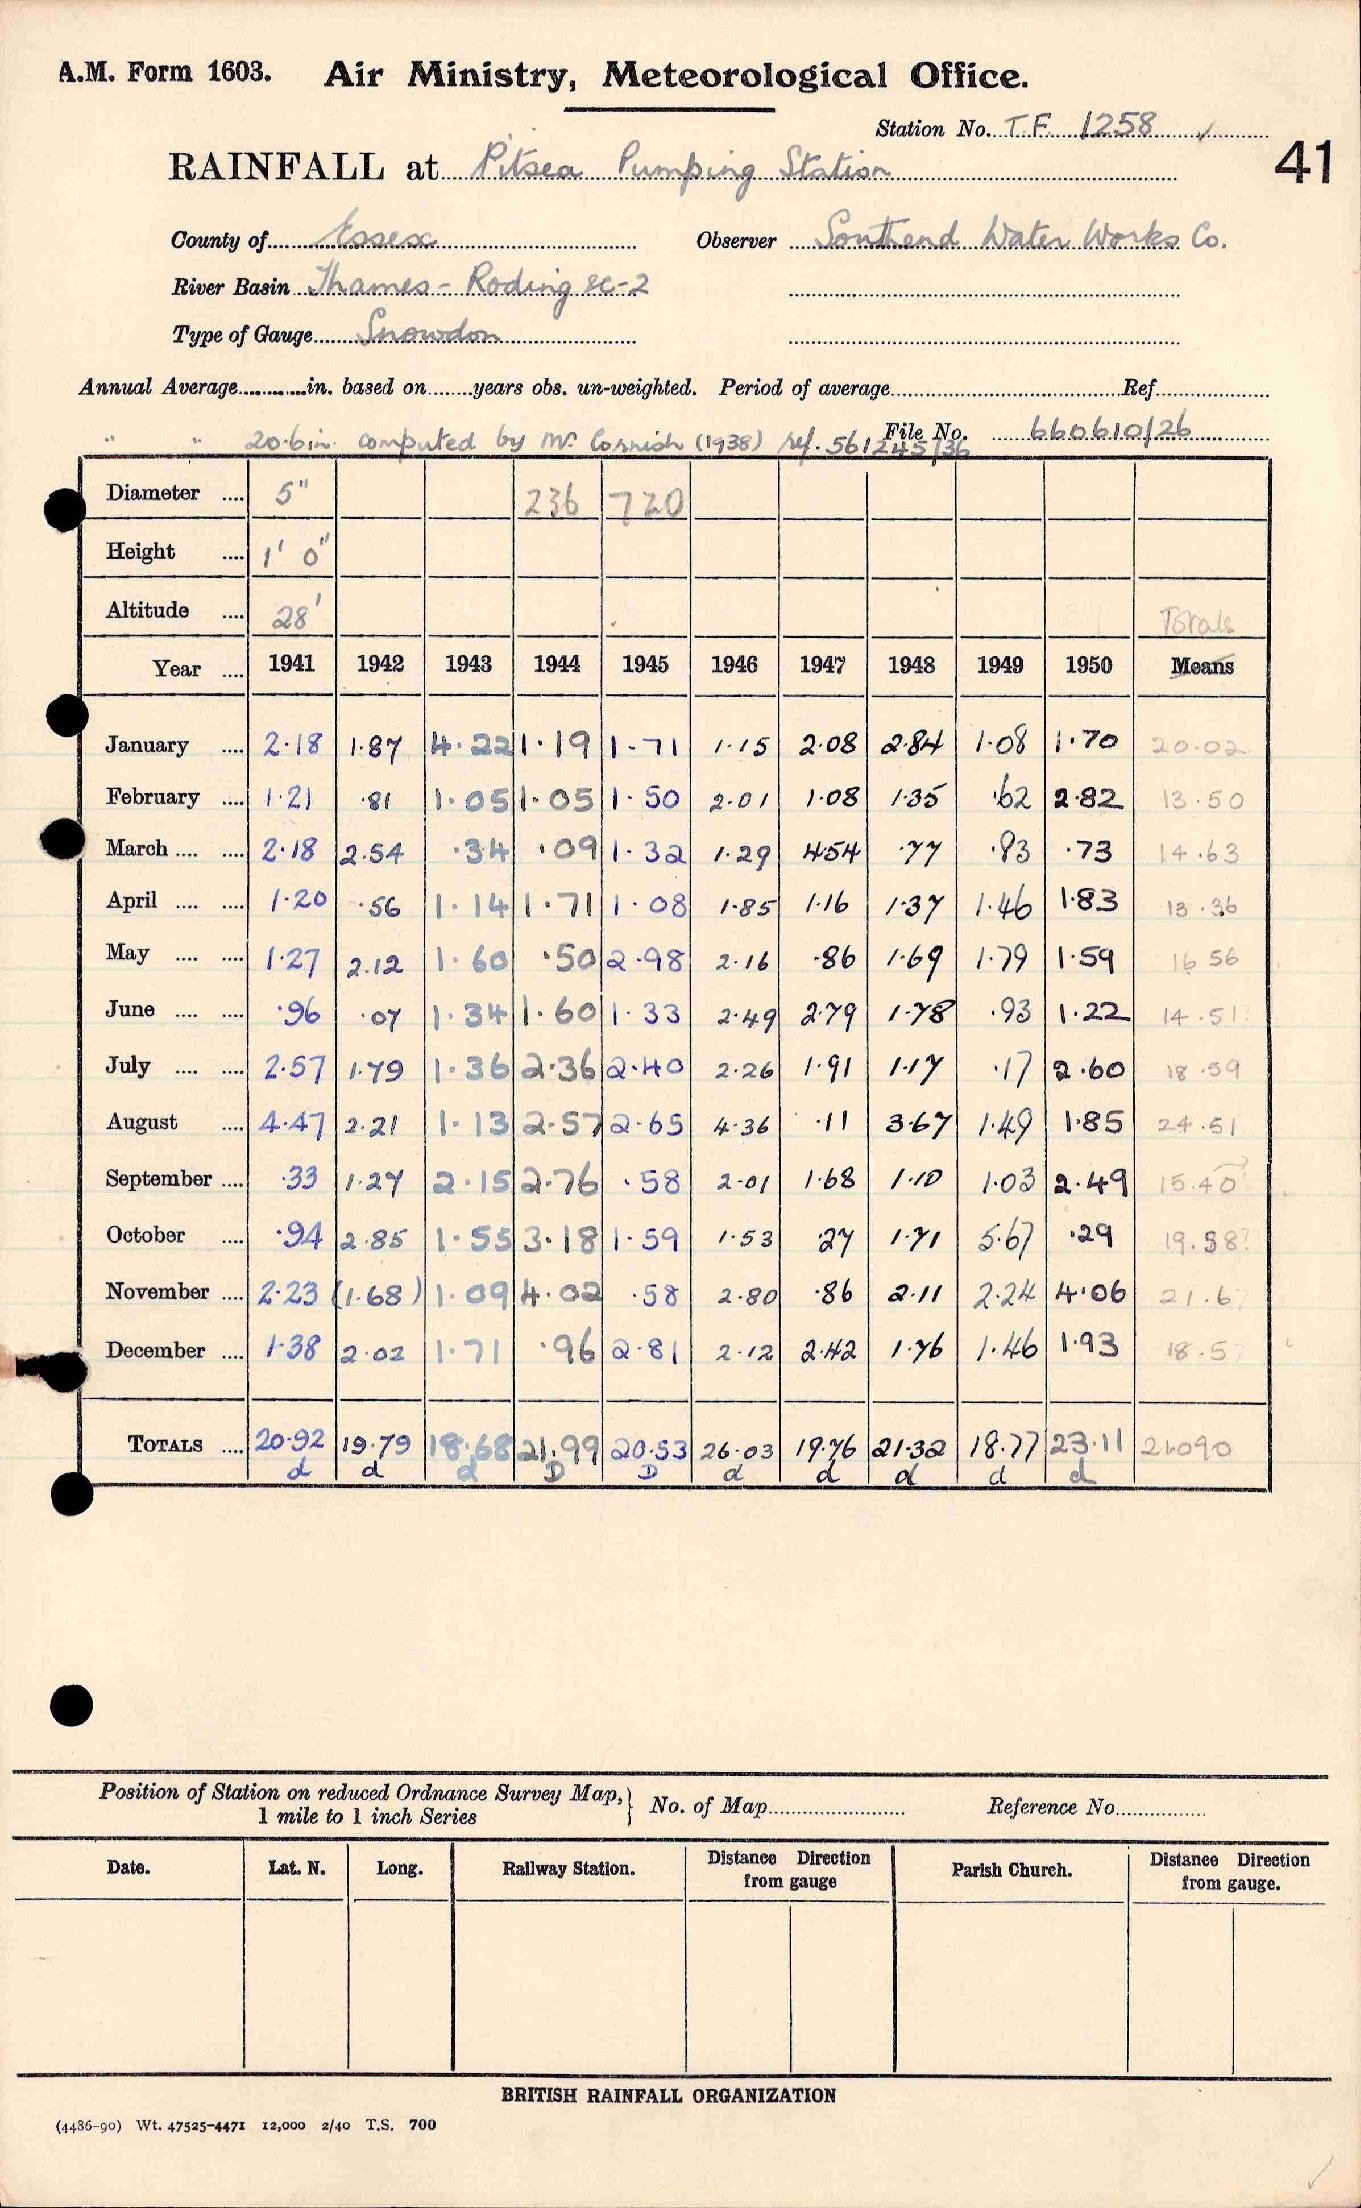 A.M. Form 1603. Air Ministry, Meteorological Office.
Station No. T.F. 1258 ✓
41
RAINFALL at Pitsea Pumping Station
County of Essex Observer Southend Water Works Co.
River Basin Thames - Roding &c-2
Type of Gauge Snowdon
Annual Average............in. based on........years obs. un-weighted. Period of average............ Ref............
" " 20.6 in. computed by Mr Cornish (1938) ref. 561245/36 File No. 660610/26
Diameter .... 5" 236 720
Height .... 1' 0"
Altitude .... 28' Totals
Year .... 1941 1942 1943 1944 1945 1946 1947 1948 1949 1950 Means
January .... 2.18 1.87 4.22 1.19 1.71 1.15 2.08 2.84 1.08 1.70 20.02
February .... 1.21 .81 1.05 1.05 1.50 2.01 1.08 1.35 .62 2.82 13.50
March .... .... 2.18 2.54 .34 .09 1.32 1.29 4.54 .77 .83 .73 14.63
April .... .... 1.20 .56 1.14 1.71 1.08 1.85 1.16 1.37 1.46 1.83 13.36
May .... .... 1.27 2.12 1.60 .50 2.98 2.16 .86 1.69 1.79 1.59 16 56
June .... .... .96 .07 1.34 1.60 1.33 2.49 2.79 1.78 .93 1.22 14.51?
July .... .... 2.57 1.79 1.36 2.36 2.40 2.26 1.91 1.17 .17 2.60 18.59
August .... 4.47 2.21 1.13 2.57 2.65 4.36 .11 3.67 1.49 1.85 24.51
September .... .33 1.27 2.15 2.76 .58 2.01 1.68 1.10 1.03 2.49 15.40
October .... .94 2.85 1.55 3.18 1.59 1.53 .27 1.71 5.67 .29 19.58?
November .... 2.23 (1.68) 1.09 4.02 .58 2.80 .86 2.11 2.24 4.06 21.67
December .... 1.38 2.02 1.71 .96 2.81 2.12 2.42 1.76 1.46 1.93 18.57
TOTALS .... 20.92 19.79 18.68 21.99 20.53 26.03 19.76 21.32 18.77 23.11 21090
d d d D D d d d d d
Position of Station on reduced Ordnance Survey Map, 1 mile to 1 inch Series } No. of Map............ Reference No............
Date. Lat. N. Long. Railway Station. Distance Direction from gauge Parish Church. Distance Direction from gauge.
BRITISH RAINFALL ORGANIZATION
(4486-90) Wt. 47525-4471 12,000 2/40 T.S. 700